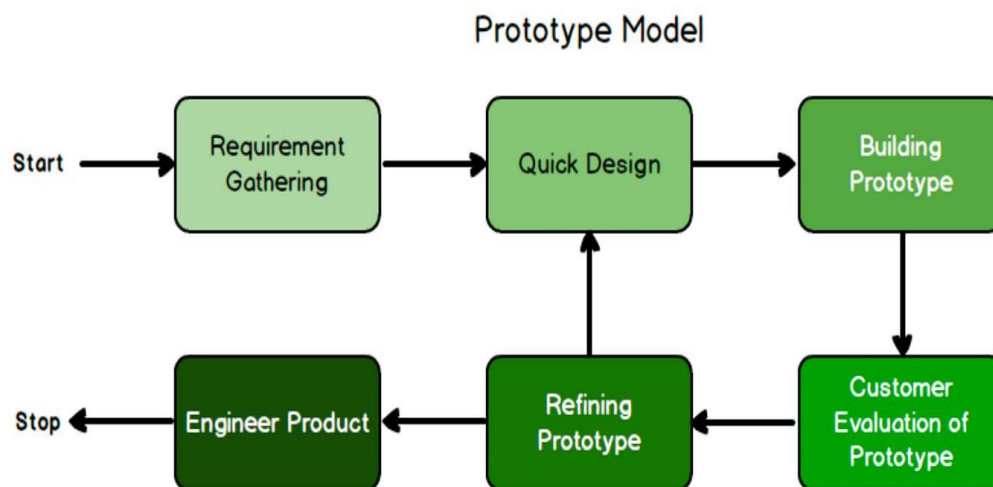 Prototype Model
Start
Requirement
Gathering
Quick Design
Building
Prototype
Stop
Engineer Product
Refining
Prototype
Customer
Evaluation of
Prototype